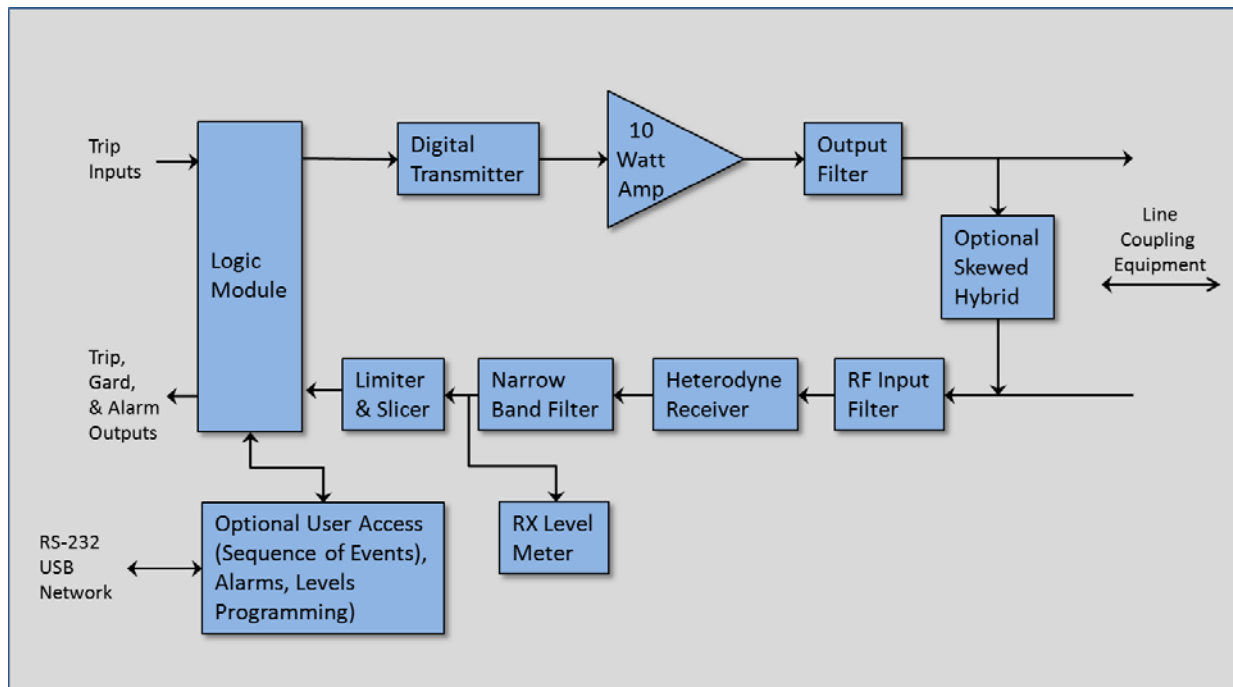 Trip
Inputs
Logic
Module
Digital
Transmitter
10
Watt
Amp
Output
Filter
Optional
Skewed
Hybrid
Line
Coupling
Equipment
Trip,
Gard,
& Alarm
Outputs
Limiter
& Slicer
Narrow
Band Filter
Heterodyne
Receiver
RF Input
Filter
RS-232
USB
Network
Optional User Access
(Sequence of Events),
Alarms, Levels
Programming)
RX Level
Meter